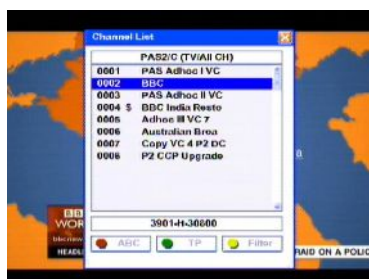 Channel List
PAS2/C (TV/All CH)
0001 PAS Adhoc I VC
0002 BBC
0003 PAS Adhoc II VC
0004 $ BBC India Resto
0005 Adhoc III VC 7
0006 Australian Broa
0007 Copy VC 4 P2 DC
0008 P2 CCP Upgrade
3901-H-30600
ABC TP Filter
BBC
WOR
HEADL
RAID ON A POLIC